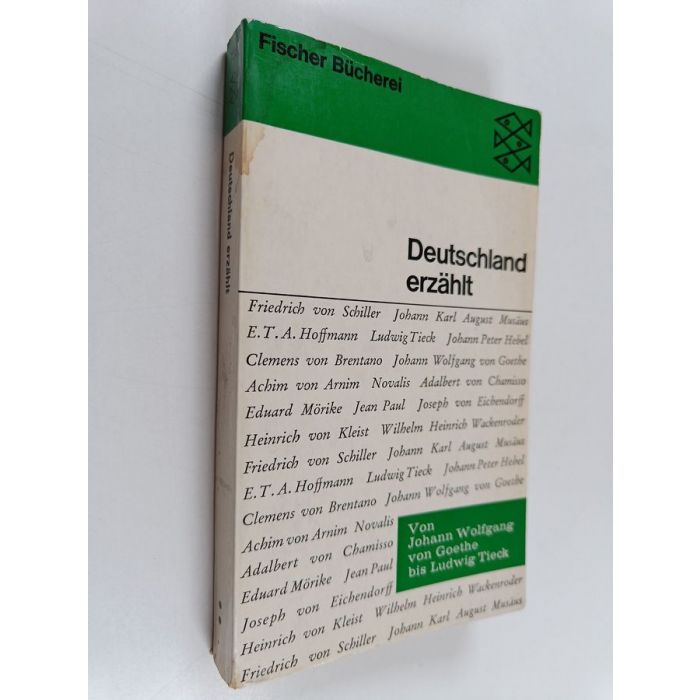 Fischer Bücherei
Deutschland erzählt
Deutschland
erzählt
Friedrich von Schiller Johann Karl August Musäus
E.T.A. Hoffmann Ludwig Tieck Johann Peter Hebel
Clemens von Brentano Johann Wolfgang von Goethe
Achim von Arnim Novalis Adalbert von Chamisso
Eduard Mörike Jean Paul Joseph von Eichendorff
Heinrich von Kleist Wilhelm Heinrich Wackenroder
Friedrich von Schiller Johann Karl August Musäus
E.T.A. Hoffmann Ludwig Tieck Johann Peter Hebel
Clemens von Brentano Johann Wolfgang von Goethe
Achim von Arnim Novalis
Adalbert von Chamisso
Eduard Mörike Jean Paul
Joseph von Eichendorff
Heinrich von Kleist Wilhelm Heinrich Wackenroder
Friedrich von Schiller Johann Karl August Musäus
Von
Johann Wolfgang
von Goethe
bis Ludwig Tieck